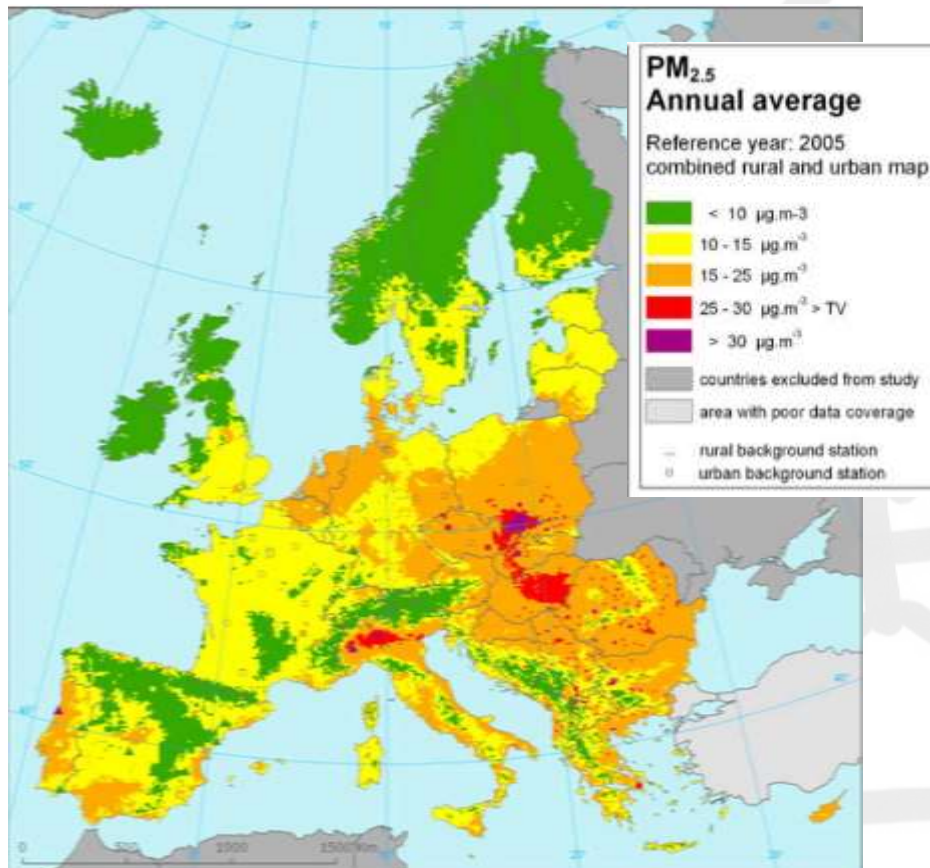 PM2.5
Annual average
Reference year: 2005
combined rural and urban map
< 10 µg.m-3
10 - 15 µg.m-3
15 - 25 µg.m-3
25 - 30 µg.m-3 > TV
> 30 µg.m-3
countries excluded from study
area with poor data coverage
rural background station
urban background station
0 500 1000 1500 Km